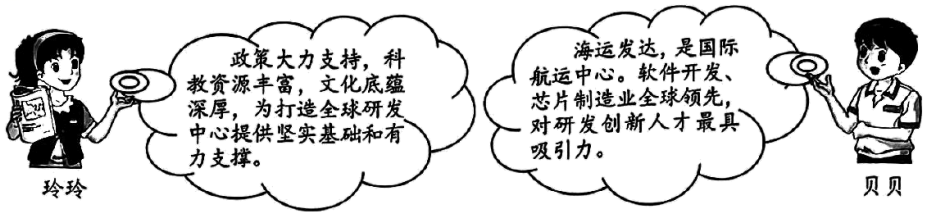 政策大力支持，科
教资源丰富，文化底蕴
深厚，为打造全球研发
中心提供坚实基础和有
力支撑。
玲玲
海运发达，是国际
航运中心。软件开发、
芯片制造业全球领先，
对研发创新人才最具
吸引力。
贝贝